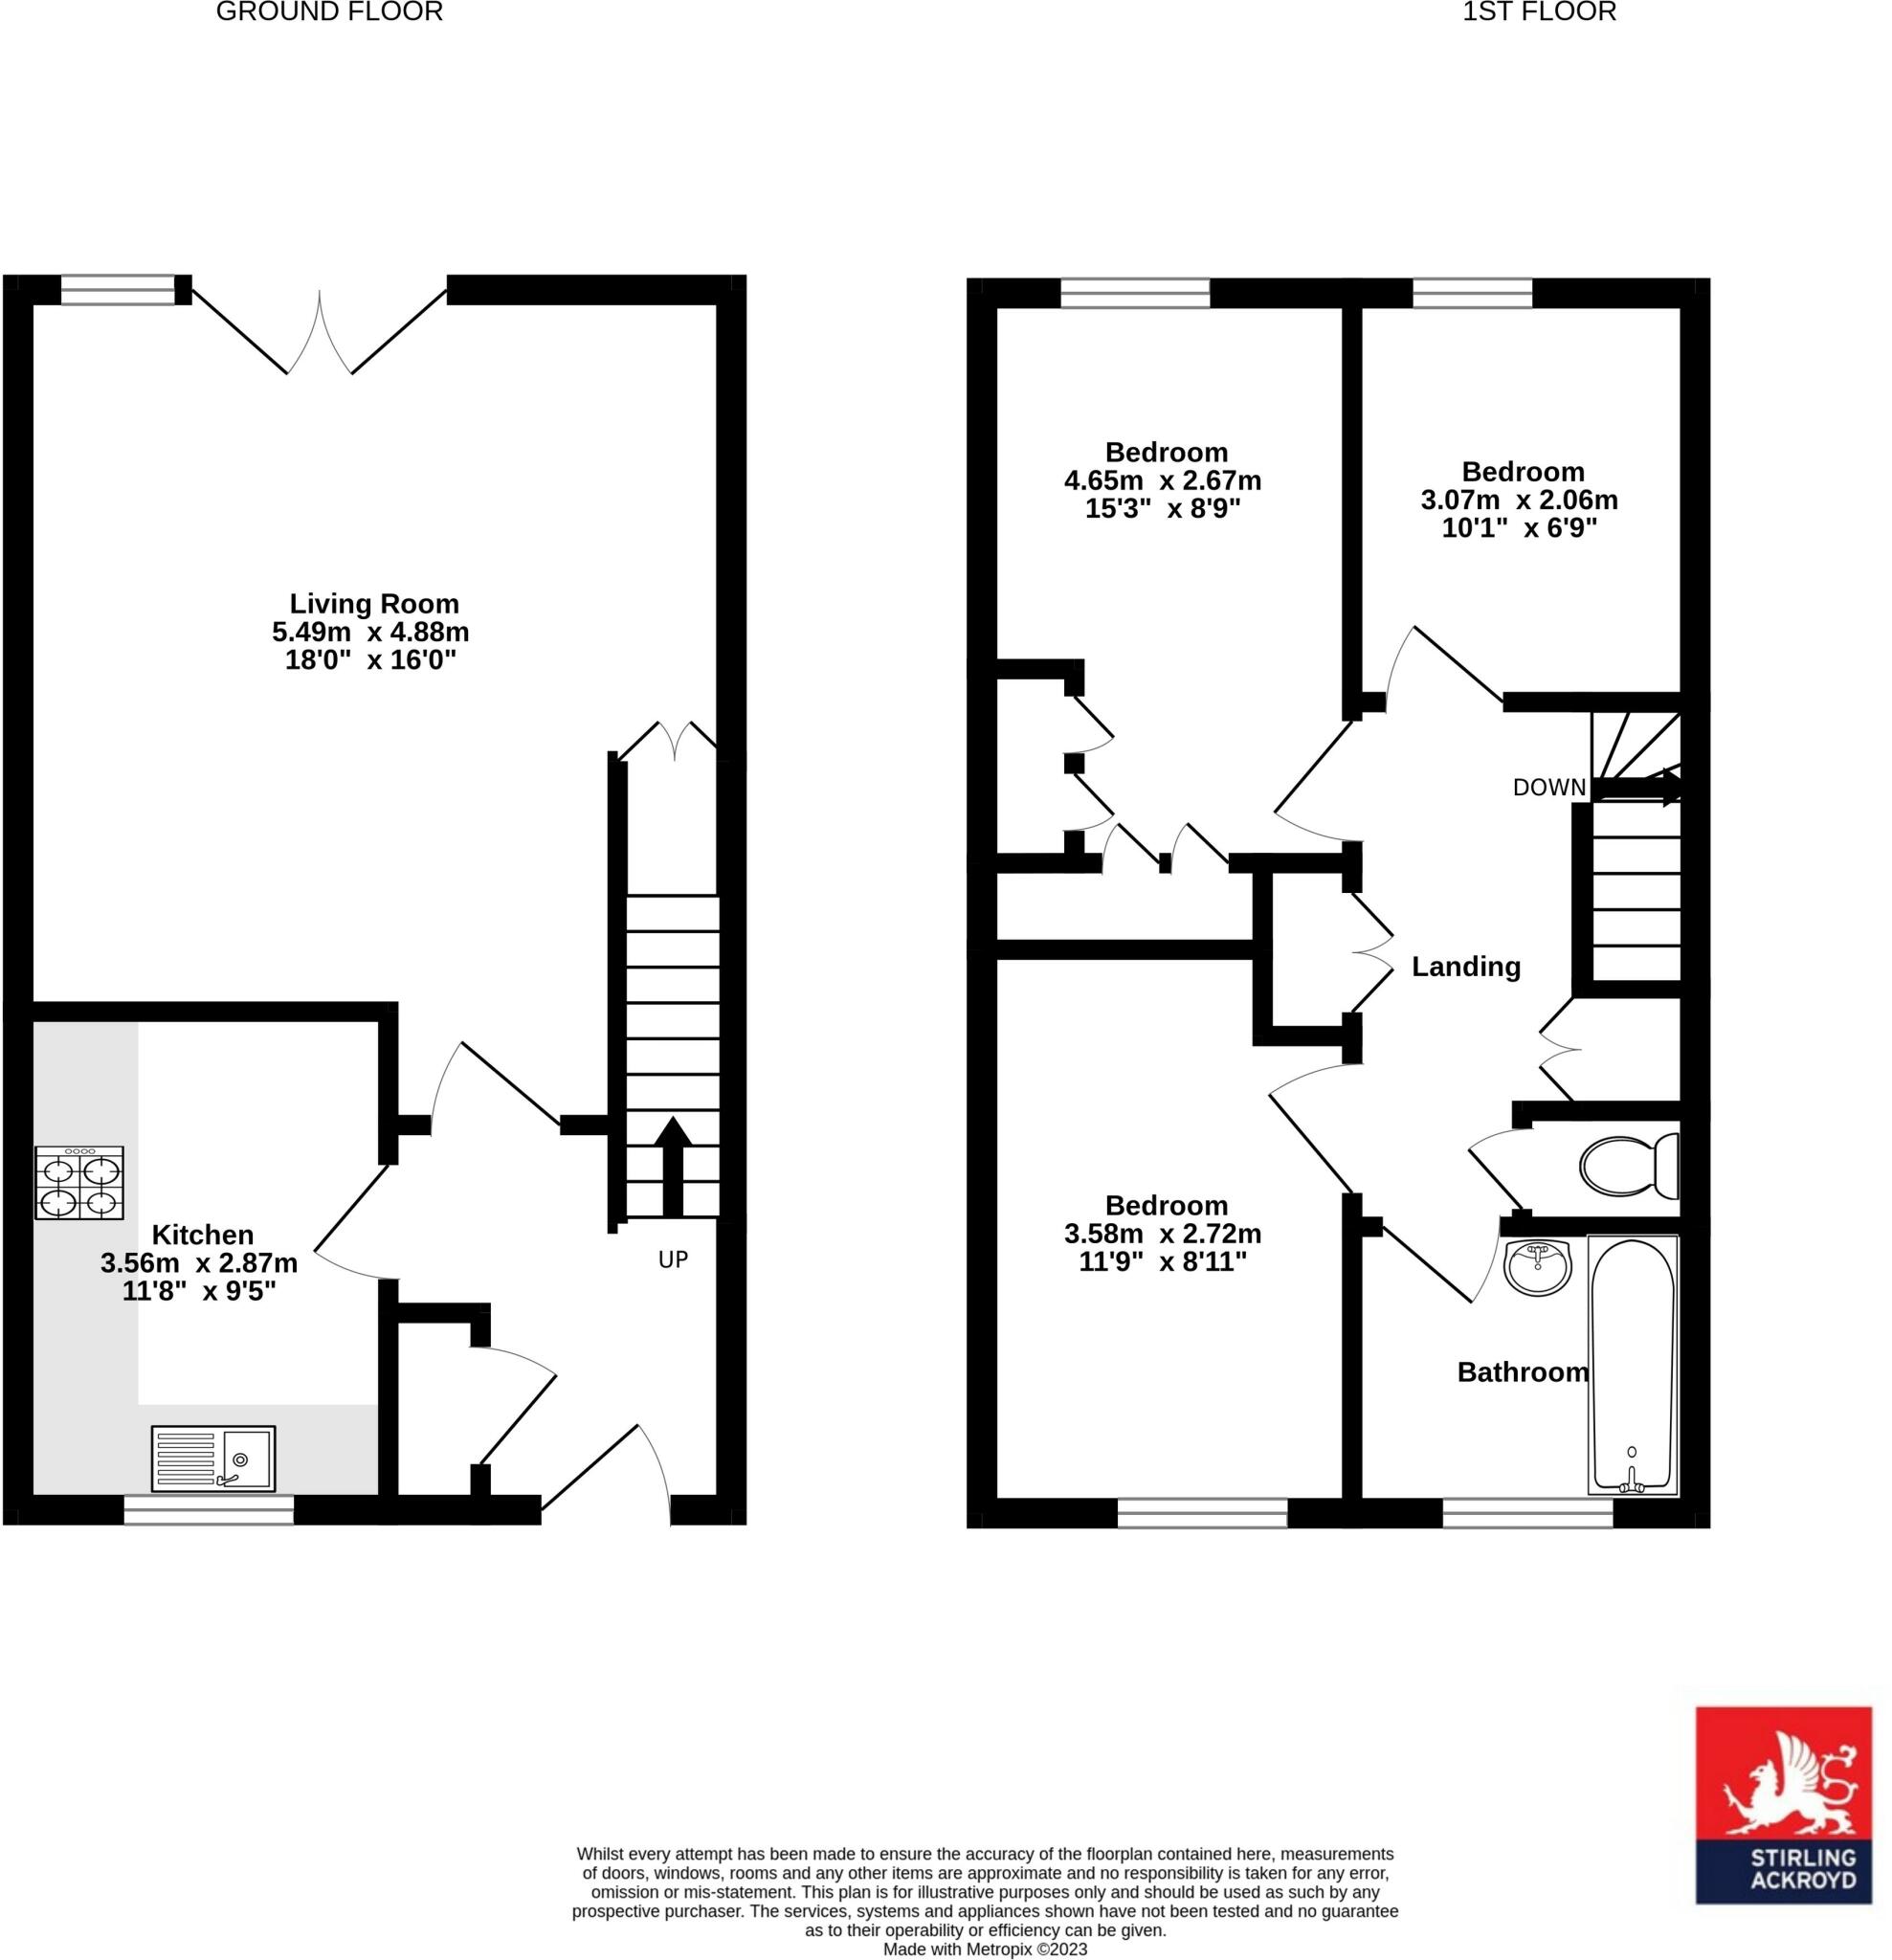 GROUND FLOOR
1ST FLOOR
Living Room
5.49m x 4.88m
18'0" x 16'0"
Kitchen
3.56m x 2.87m
11'8" x 9'5"
UP
Bedroom
4.65m x 2.67m
15'3" x 8'9"
Bedroom
3.07m x 2.06m
10'1" x 6'9"
DOWN
Landing
Bedroom
3.58m x 2.72m
11'9" x 8'11"
Bathroom
STIRLING
ACKROYD
Whilst every attempt has been made to ensure the accuracy of the floorplan contained here, measurements
of doors, windows, rooms and any other items are approximate and no responsibility is taken for any error,
omission or mis-statement. This plan is for illustrative purposes only and should be used as such by any
prospective purchaser. The services, systems and appliances shown have not been tested and no guarantee
as to their operability or efficiency can be given.
Made with Metropix ©2023